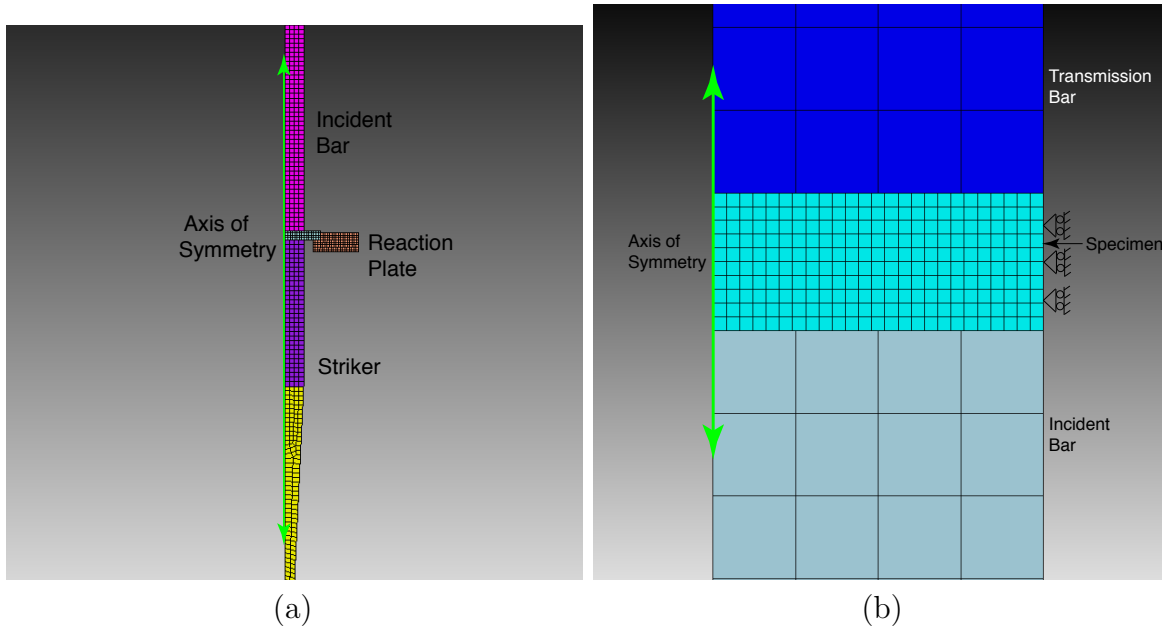 Incident
Bar
Axis of
Symmetry
Reaction
Plate
Striker
(a)
Transmission
Bar
Axis of
Symmetry
Specimen
Incident
Bar
(b)